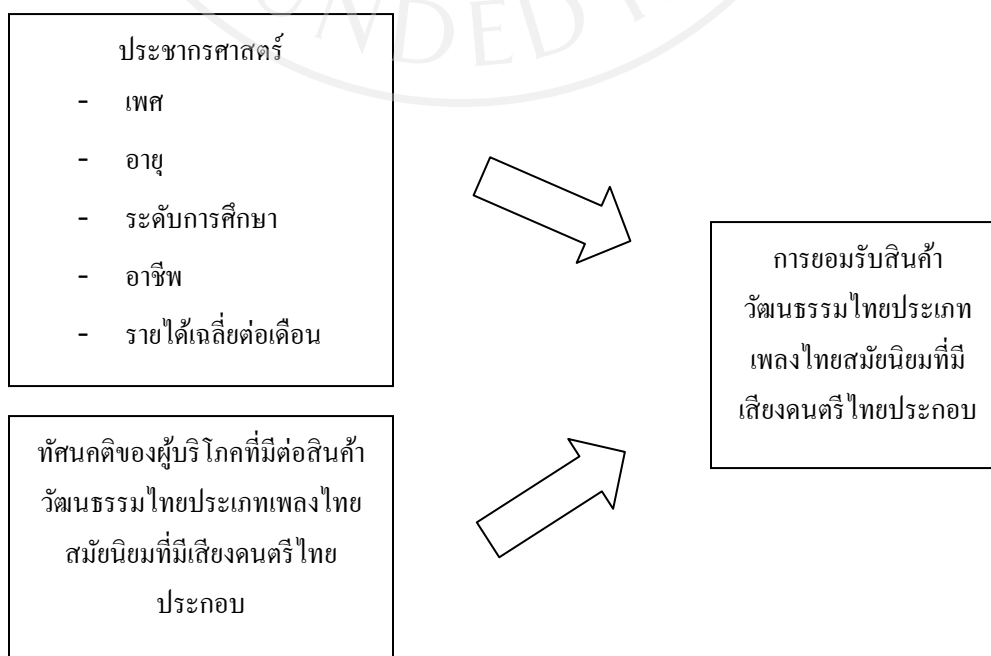 UNDED
ประชากรศาสตร์
- เพศ
- อายุ
- ระดับการศึกษา
- อาชีพ
- รายได้เฉลี่ยต่อเดือน
ทัศนคติของผู้บริโภคที่มีต่อสินค้า
วัฒนธรรมไทยประเภทเพลงไทย
สมัยนิยมที่มีเสียงดนตรีไทย
ประกอบ
การยอมรับสินค้า
วัฒนธรรมไทยประเภท
เพลงไทยสมัยนิยมที่มี
เสียงดนตรีไทยประกอบ